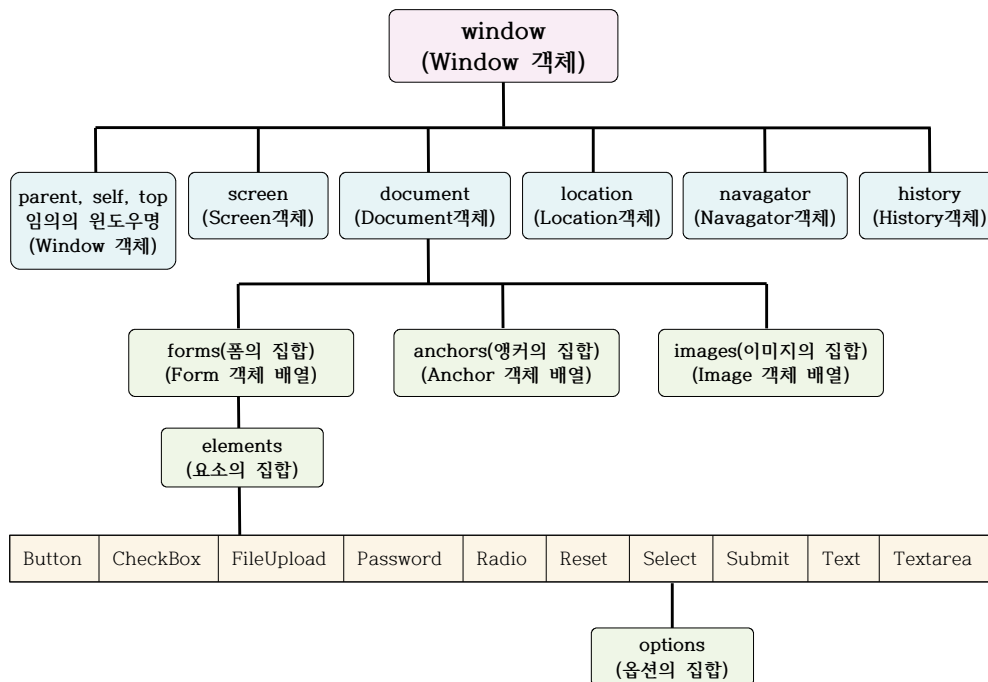 window
(Window 객체)
parent, self, top
임의의 윈도우명
(Window 객체)
screen
(Screen객체)
document
(Document객체)
location
(Location객체)
navagator
(Navagator객체)
history
(History객체)
forms(폼의 집합)
(Form 객체 배열)
anchors(앵커의 집합)
(Anchor 객체 배열)
images(이미지의 집합)
(Image 객체 배열)
elements
(요소의 집합)
Button CheckBox FileUpload Password Radio Reset Select Submit Text Textarea
options
(옵션의 집합)